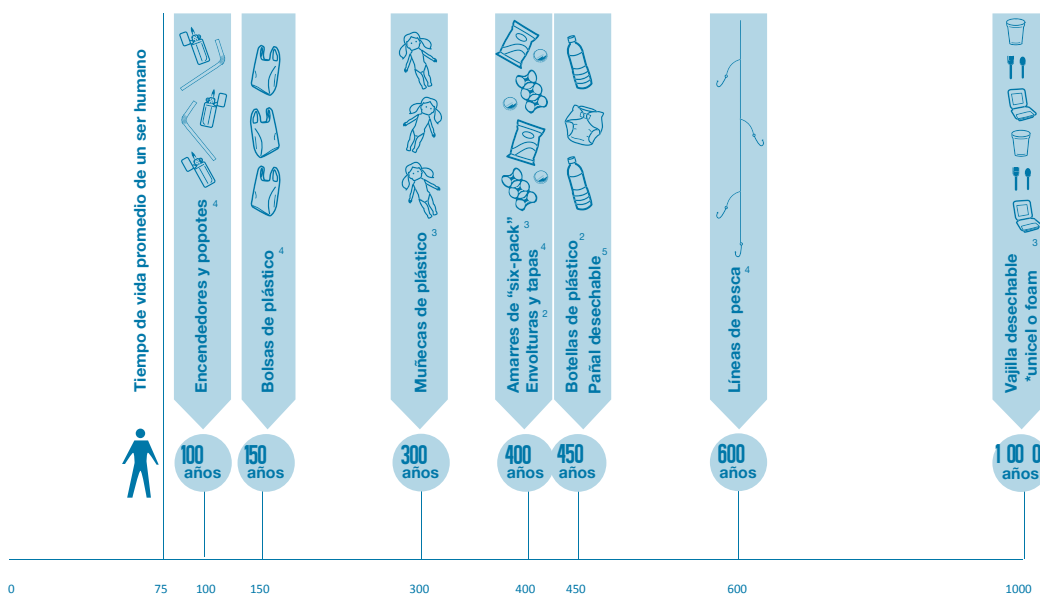 Tiempo de vida promedio de un ser humano
Encendedores y popotes 4
Bolsas de plástico 4
Muñecas de plástico 3
Amarres de “six-pack” 3
Envolturas y tapas 4
2
Botellas de plástico 2
Pañal desechable 5
Líneas de pesca 4
Vajilla desechable 3
*unicel o foam
100
años
150
años
300
años
400
años
450
años
600
años
1 00 0
años
0 75 100 150 300 400 450 600 1000